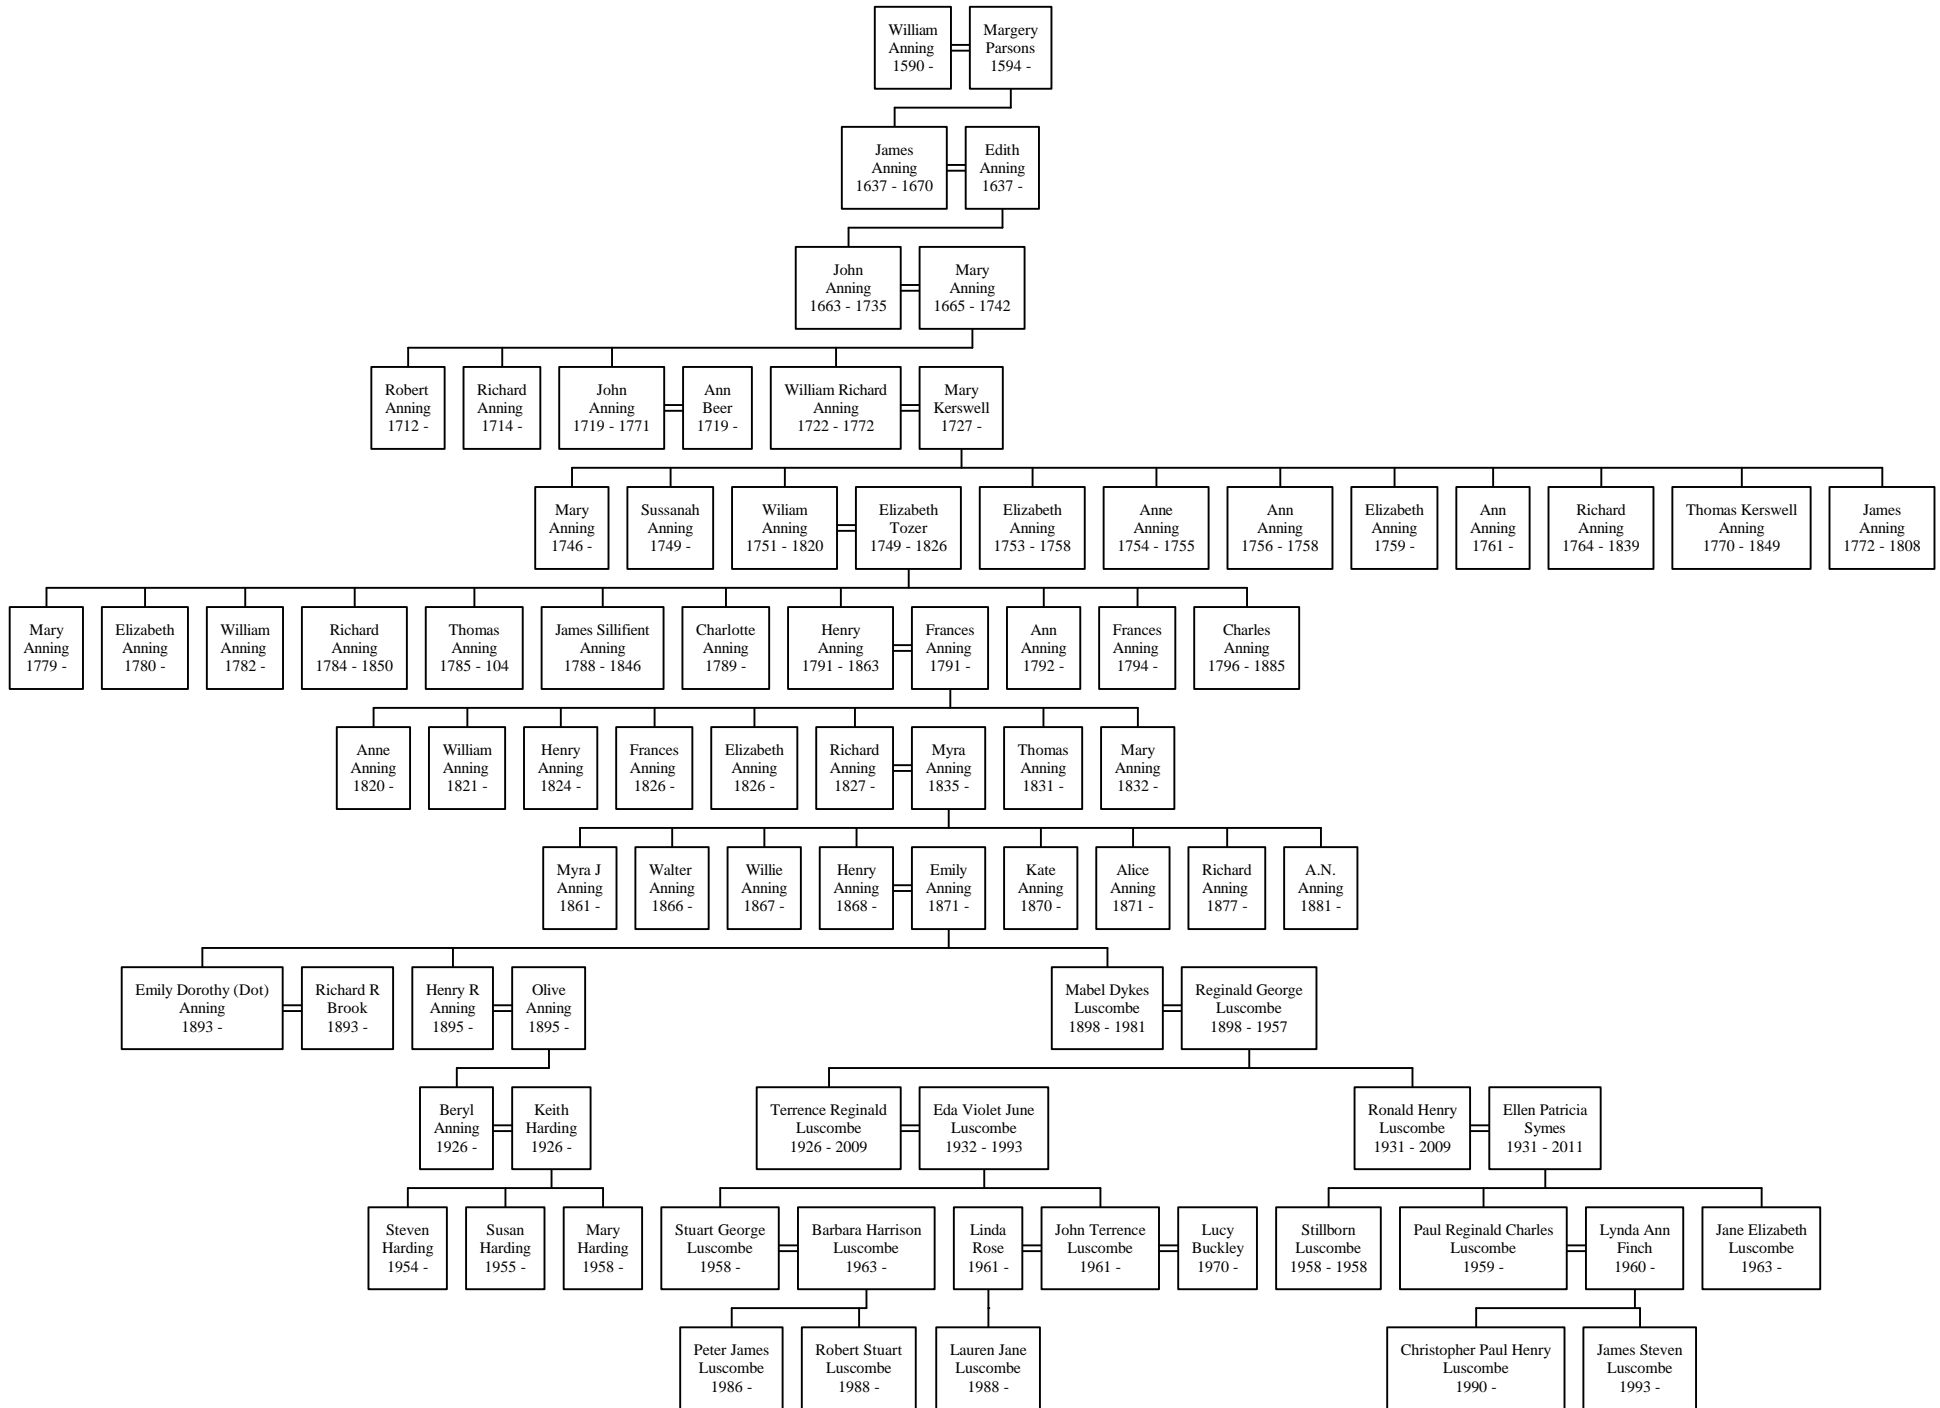 William
Anning
1590 -
Margery
Parsons
1594 -
James
Anning
1637 - 1670
Edith
Anning
1637 -
John
Anning
1663 - 1735
Mary
Anning
1665 - 1742
Robert
Anning
1712 -
Richard
Anning
1714 -
John
Anning
1719 - 1771
Ann
Beer
1719 -
William Richard
Anning
1722 - 1772
Mary
Kerswell
1727 -
Mary
Anning
1746 -
Sussanah
Anning
1749 -
Wiliam
Anning
1751 - 1820
Elizabeth
Tozer
1749 - 1826
Elizabeth
Anning
1753 - 1758
Anne
Anning
1754 - 1755
Ann
Anning
1756 - 1758
Elizabeth
Anning
1759 -
Ann
Anning
1761 -
Richard
Anning
1764 - 1839
Thomas Kerswell
Anning
1770 - 1849
James
Anning
1772 - 1808
Mary
Anning
1779 -
Elizabeth
Anning
1780 -
William
Anning
1782 -
Richard
Anning
1784 - 1850
Thomas
Anning
1785 - 104
James Sillifient
Anning
1788 - 1846
Charlotte
Anning
1789 -
Henry
Anning
1791 - 1863
Frances
Anning
1791 -
Ann
Anning
1792 -
Frances
Anning
1794 -
Charles
Anning
1796 - 1885
Anne
Anning
1820 -
William
Anning
1821 -
Henry
Anning
1824 -
Frances
Anning
1826 -
Elizabeth
Anning
1826 -
Richard
Anning
1827 -
Myra
Anning
1835 -
Thomas
Anning
1831 -
Mary
Anning
1832 -
Myra J
Anning
1861 -
Walter
Anning
1866 -
Willie
Anning
1867 -
Henry
Anning
1868 -
Emily
Anning
1871 -
Kate
Anning
1870 -
Alice
Anning
1871 -
Richard
Anning
1877 -
A.N.
Anning
1881 -
Emily Dorothy (Dot)
Anning
1893 -
Richard R
Brook
1893 -
Henry R
Anning
1895 -
Olive
Anning
1895 -
Mabel Dykes
Luscombe
1898 - 1981
Reginald George
Luscombe
1898 - 1957
Beryl
Anning
1926 -
Keith
Harding
1926 -
Terrence Reginald
Luscombe
1926 - 2009
Eda Violet June
Luscombe
1932 - 1993
Ronald Henry
Luscombe
1931 - 2009
Ellen Patricia
Symes
1931 - 2011
Steven
Harding
1954 -
Susan
Harding
1955 -
Mary
Harding
1958 -
Stuart George
Luscombe
1958 -
Barbara Harrison
Luscombe
1963 -
Linda
Rose
1961 -
John Terrence
Luscombe
1961 -
Lucy
Buckley
1970 -
Stillborn
Luscombe
1958 - 1958
Paul Reginald Charles
Luscombe
1959 -
Lynda Ann
Finch
1960 -
Jane Elizabeth
Luscombe
1963 -
Peter James
Luscombe
1986 -
Robert Stuart
Luscombe
1988 -
Lauren Jane
Luscombe
1988 -
Christopher Paul Henry
Luscombe
1990 -
James Steven
Luscombe
1993 -